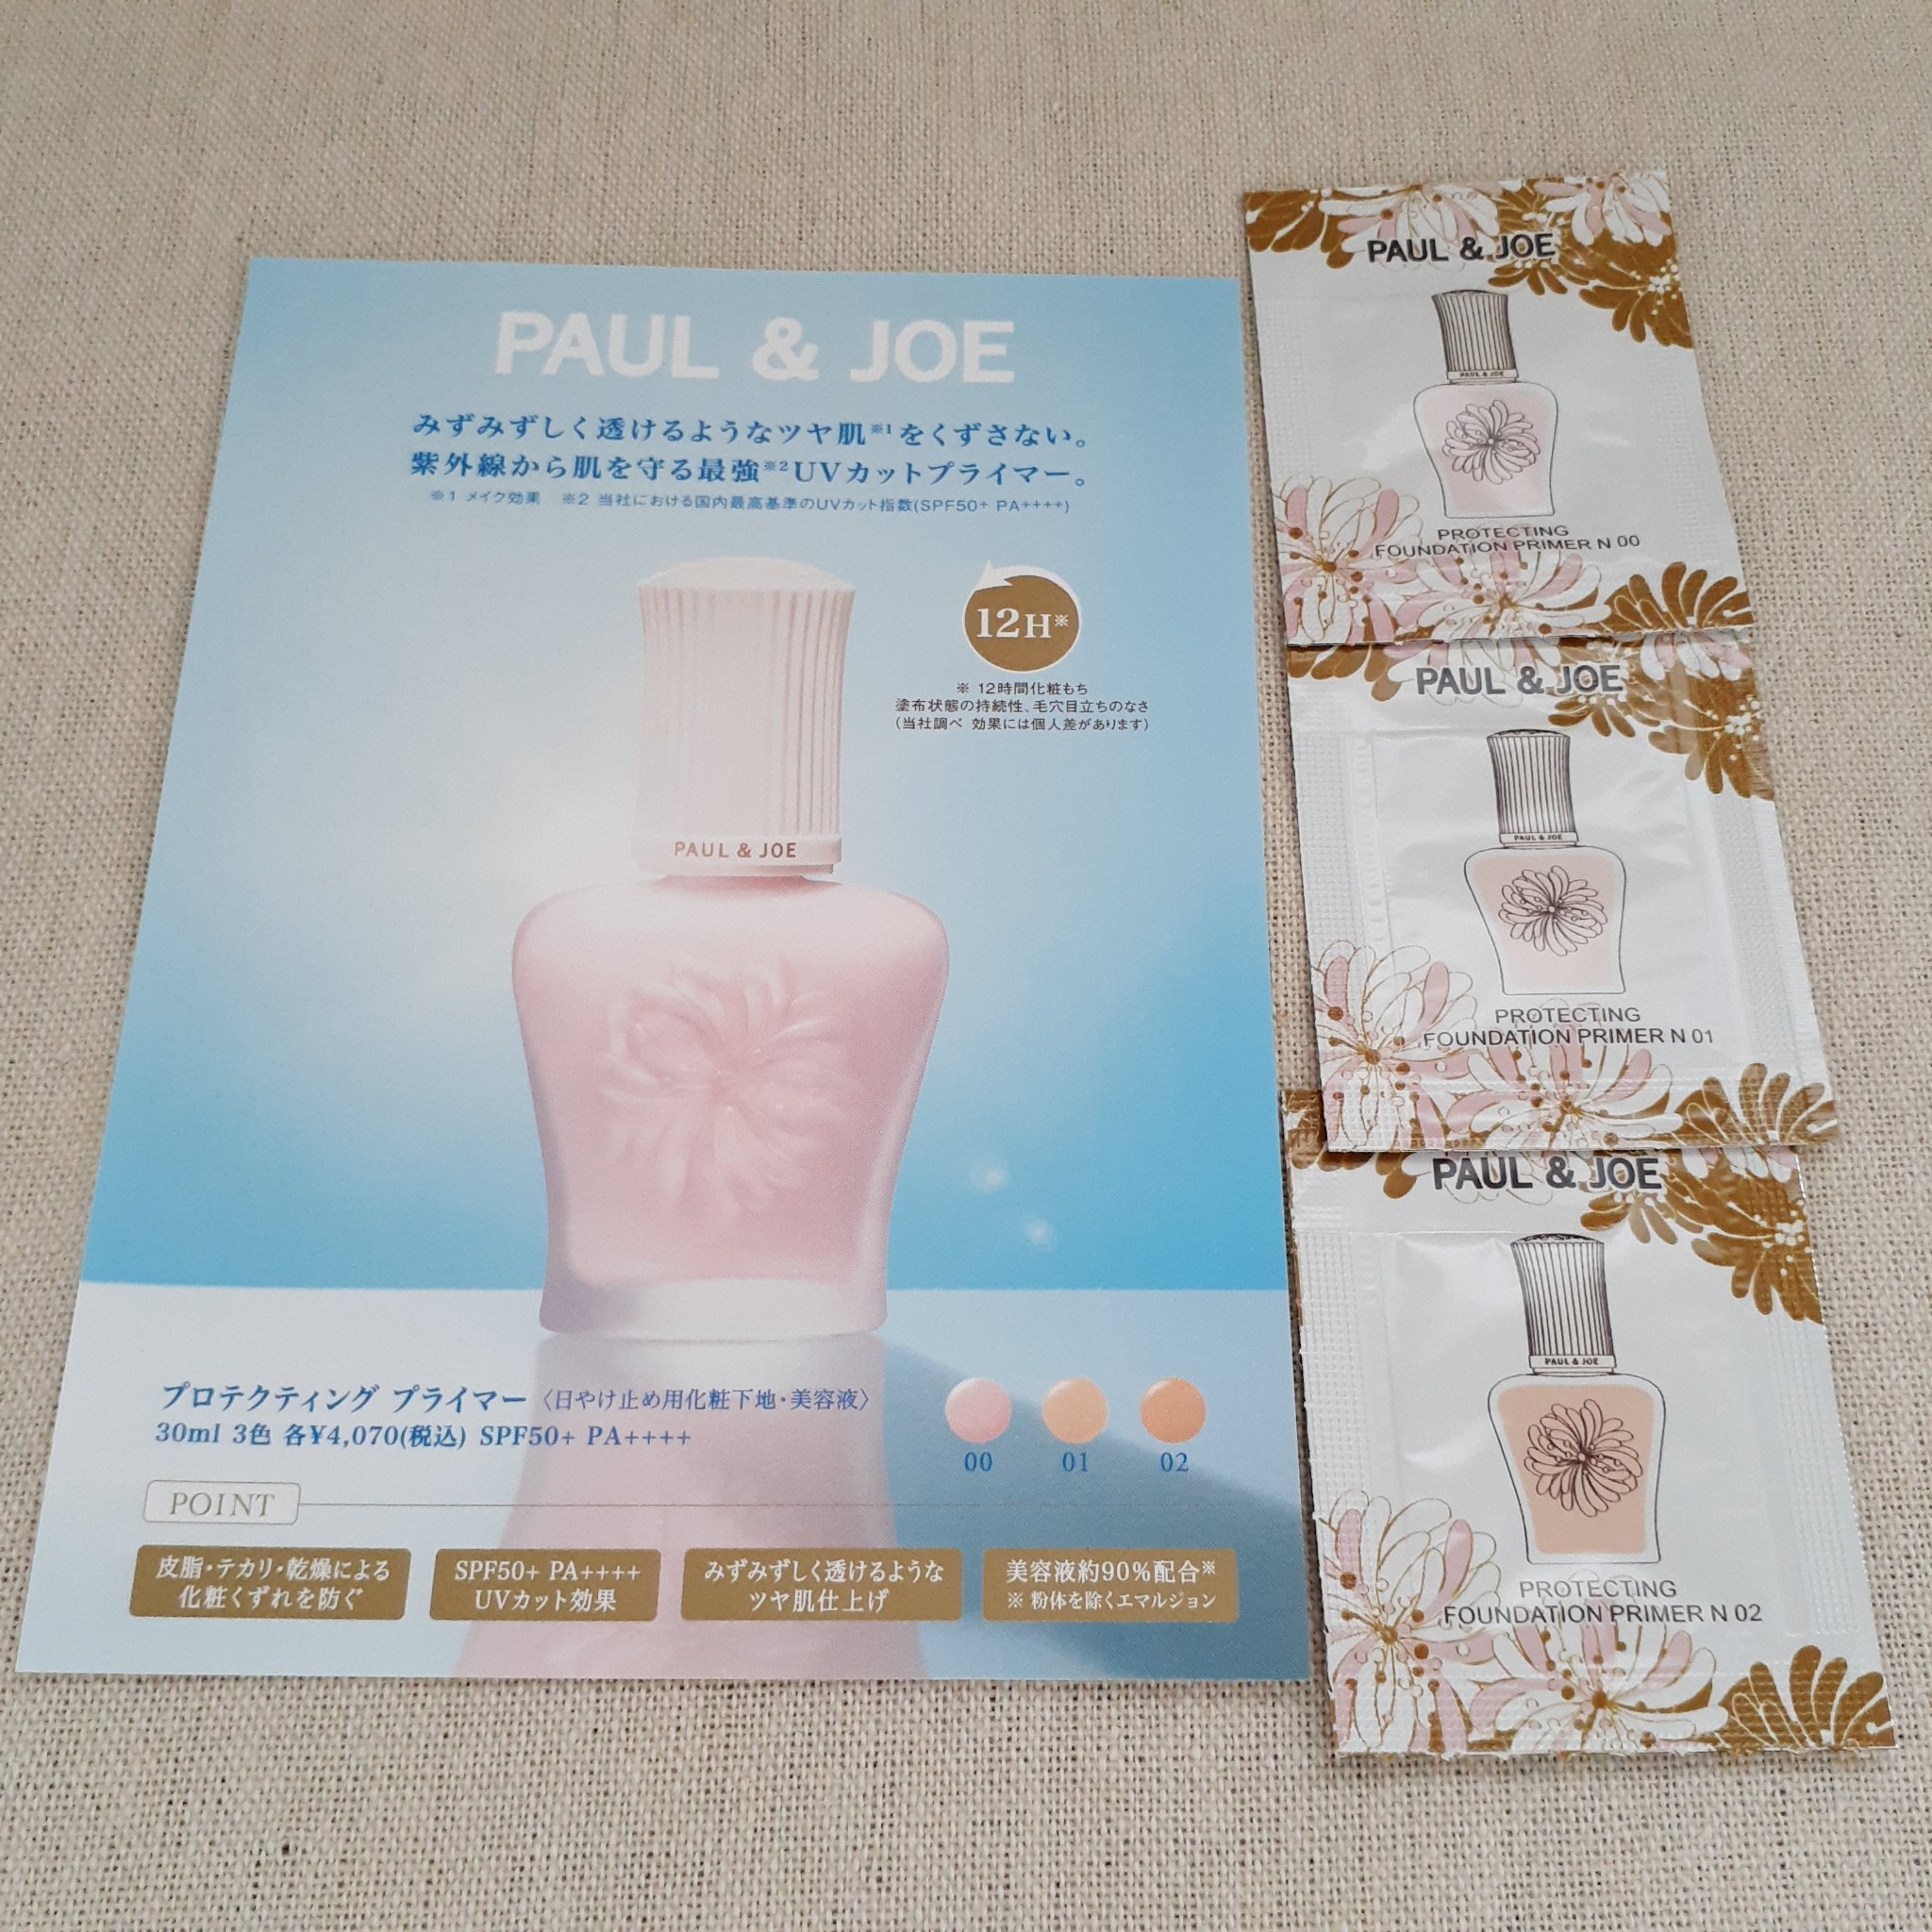 PAUL & JOE
みずみずしく透けるようなツヤ肌※1をくずさない。
紫外線から肌を守る最強※2UVカットプライマー。
※1 メイク効果 ※2 当社における国内最高基準のUVカット指数(SPF50+ PA++++)
12H※
※ 12時間化粧もち
塗布状態の持続性、毛穴目立ちのなさ
(当社調べ 効果には個人差があります)
PAUL & JOE
プロテクティング プライマー〈日やけ止め用化粧下地・美容液〉
30ml 3色 各¥4,070(税込) SPF50+ PA++++
00 01 02
POINT
皮脂・テカリ・乾燥による
化粧くずれを防ぐ
SPF50+ PA++++
UVカット効果
みずみずしく透けるような
ツヤ肌仕上げ
美容液約90%配合※
※ 粉体を除くエマルジョン
PAUL & JOE
PAUL & JOE
PROTECTING
FOUNDATION PRIMER N 00
PAUL & JOE
PAUL & JOE
PROTECTING
FOUNDATION PRIMER N 01
PAUL & JOE
PAUL & JOE
PROTECTING
FOUNDATION PRIMER N 02